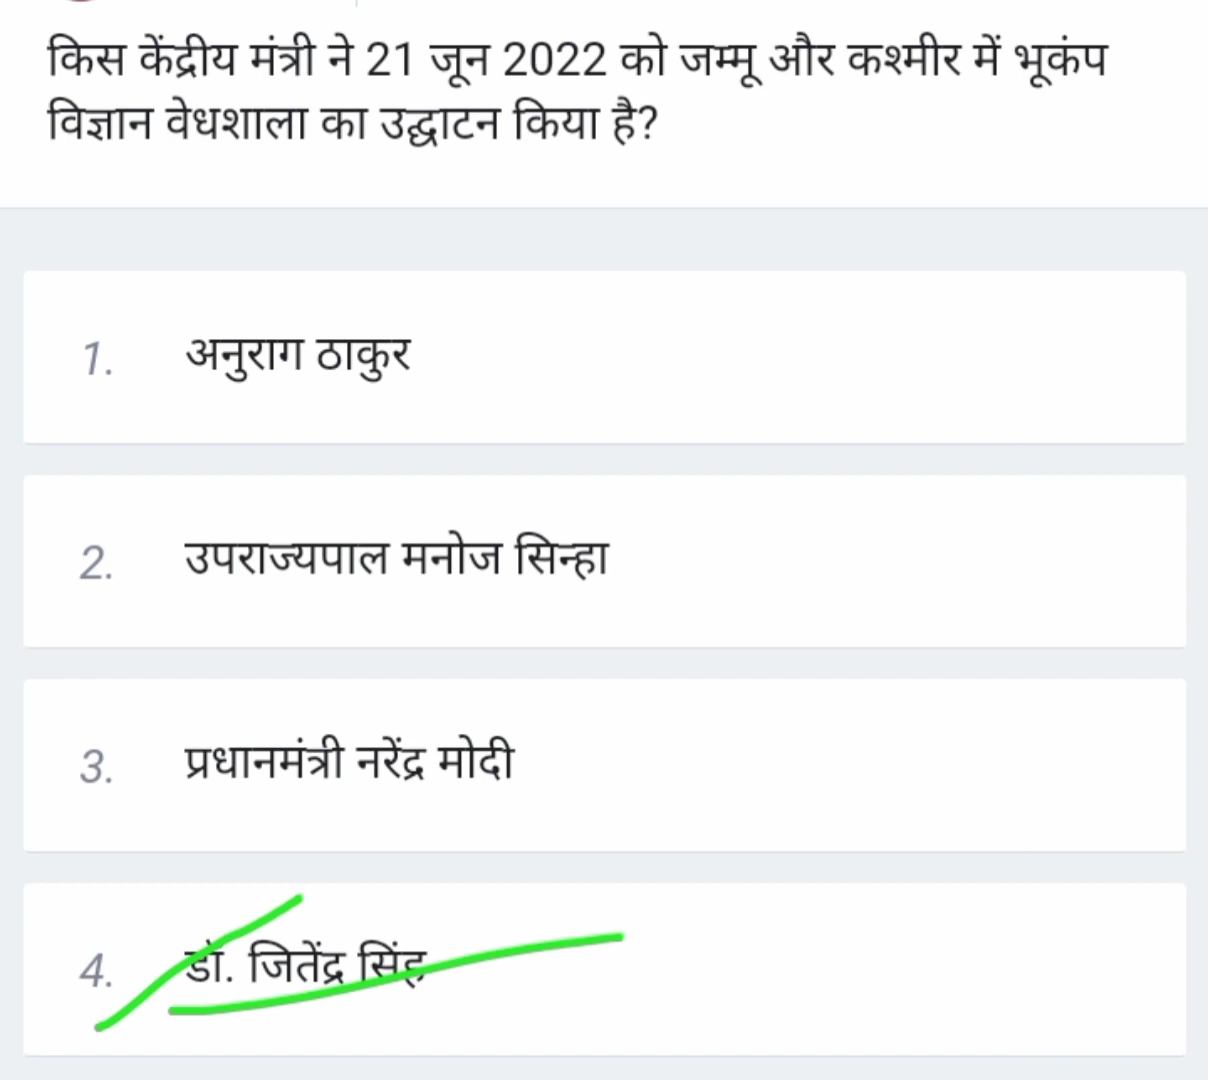 किस केंद्रीय मंत्री ने 21 जून 2022 को जम्मू और कश्मीर में भूकंप
विज्ञान वेधशाला का उद्घाटन किया है?
1. अनुराग ठाकुर
2. उपराज्यपाल मनोज सिन्हा
3. प्रधानमंत्री नरेंद्र मोदी
4. डॉ. जितेंद्र सिंह